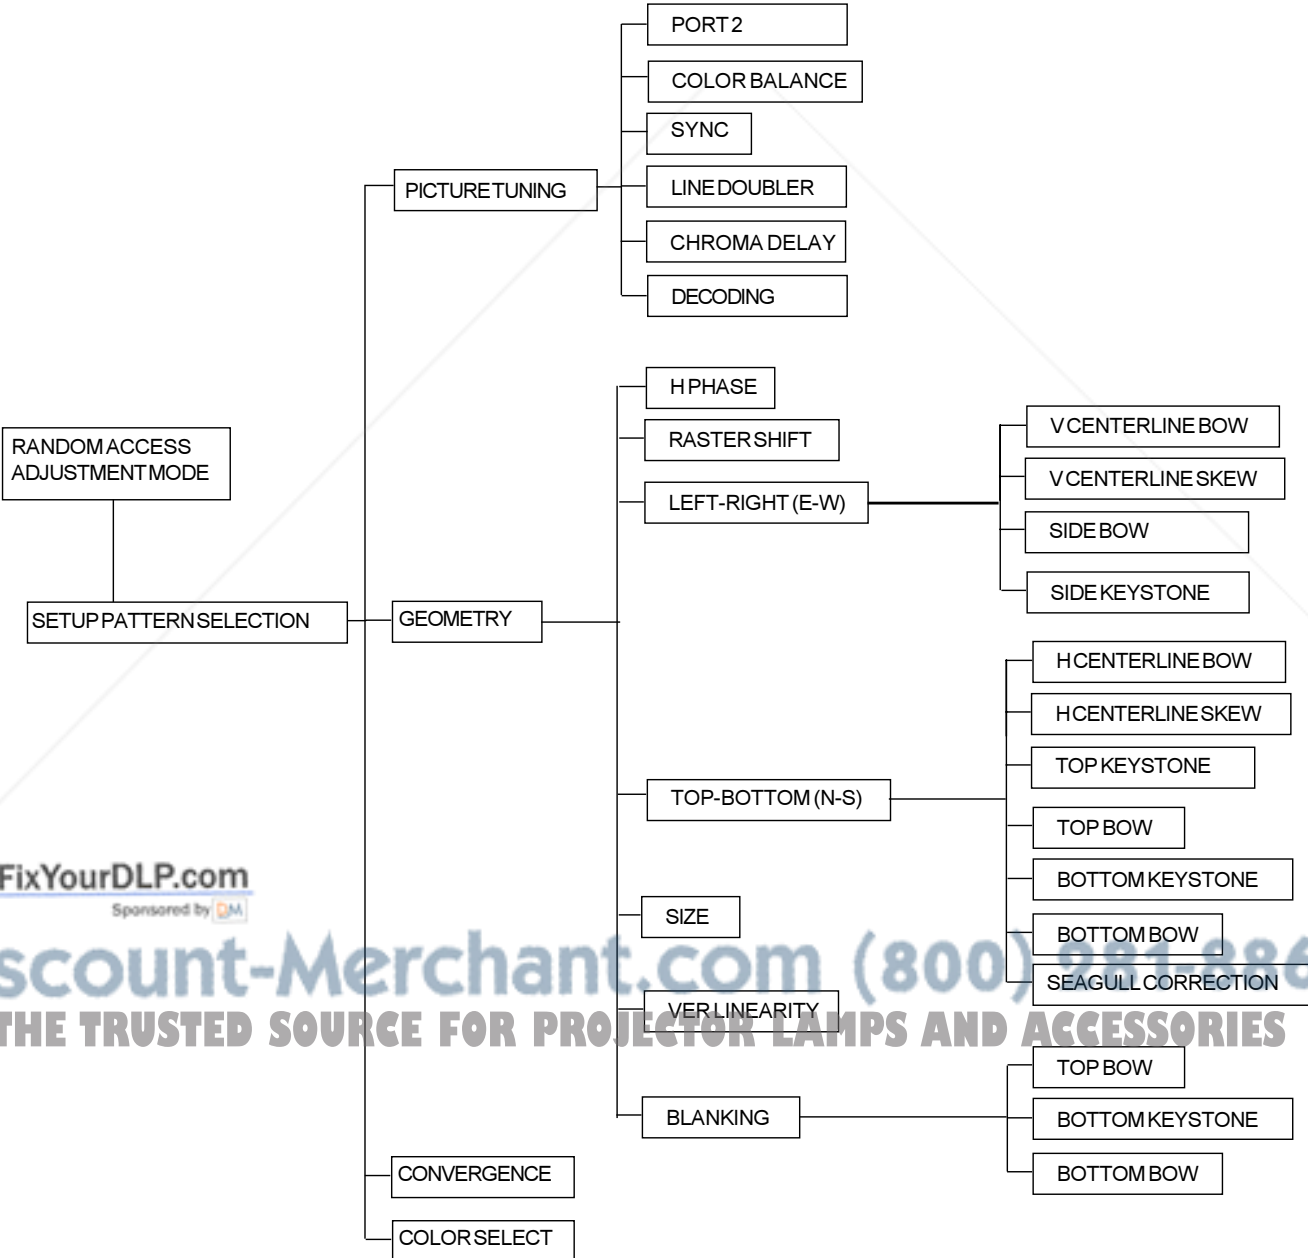 PORT 2
COLOR BALANCE
SYNC
PICTURE TUNING
LINE DOUBLER
CHROMA DELAY
DECODING
H PHASE
RASTER SHIFT
LEFT-RIGHT (E-W)
V CENTERLINE BOW
V CENTERLINE SKEW
SIDE BOW
SIDE KEYSTONE
RANDOM ACCESS
ADJUSTMENT MODE
SETUP PATTERN SELECTION
GEOMETRY
H CENTERLINE BOW
H CENTERLINE SKEW
TOP KEYSTONE
TOP-BOTTOM (N-S)
TOP BOW
BOTTOM KEYSTONE
BOTTOM BOW
SEAGULL CORRECTION
FixYourDLP.com
Sponsored by DM
SIZE
scount-Merchant.com (800) 281-886
VER LINEARITY
THE TRUSTED SOURCE FOR PROJECTOR LAMPS AND ACCESSORIES
BLANKING
TOP BOW
BOTTOM KEYSTONE
BOTTOM BOW
CONVERGENCE
COLOR SELECT